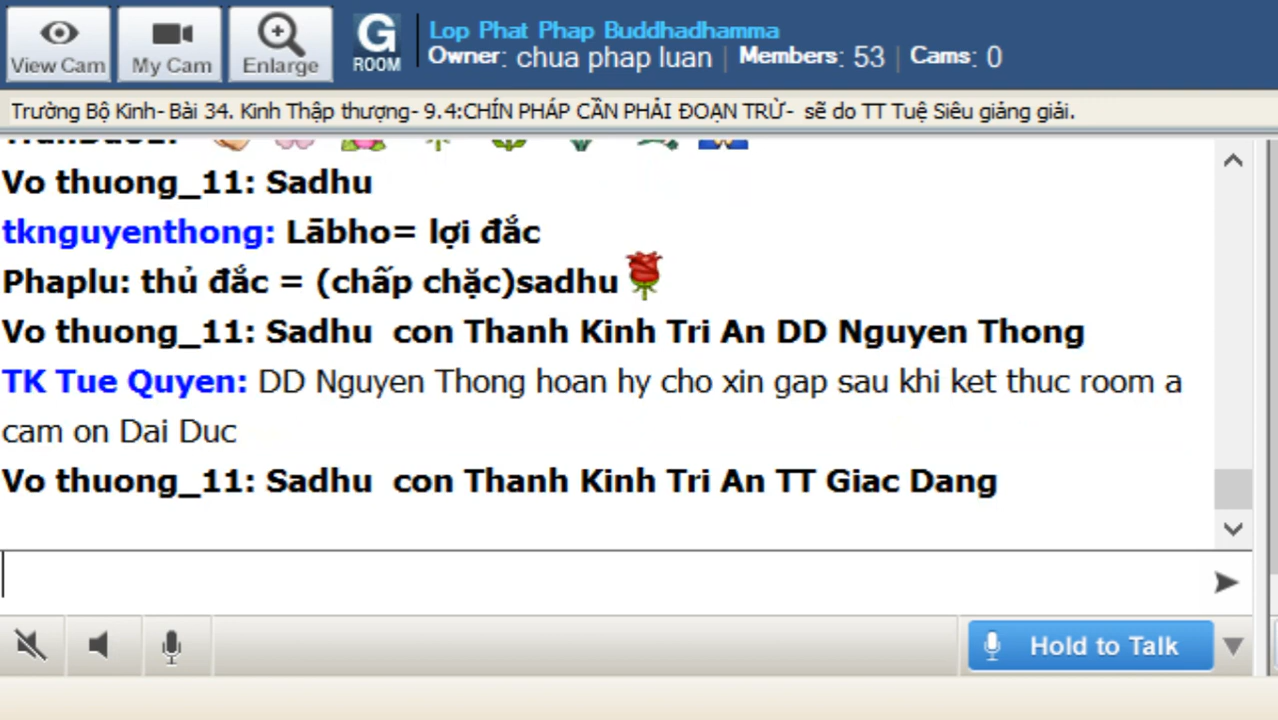 View Cam
My Cam
Enlarge
G
ROOM
Lop Phat Phap Buddhadhamma
Owner: chua phap luan | Members: 53 | Cams: 0
Trường Bộ Kinh- Bài 34. Kinh Thập thượng- 9.4:CHÍN PHÁP CẦN PHẢI ĐOẠN TRỪ- sẽ do TT Tuệ Siêu giảng giải.
Vo thuong_11: Sadhu
tknguyenthong: Lābho= lợi đắc
Phaplu: thủ đắc = (chấp chặc)sadhu
Vo thuong_11: Sadhu con Thanh Kinh Tri An DD Nguyen Thong
TK Tue Quyen: DD Nguyen Thong hoan hy cho xin gap sau khi ket thuc room a
cam on Dai Duc
Vo thuong_11: Sadhu con Thanh Kinh Tri An TT Giac Dang
Hold to Talk